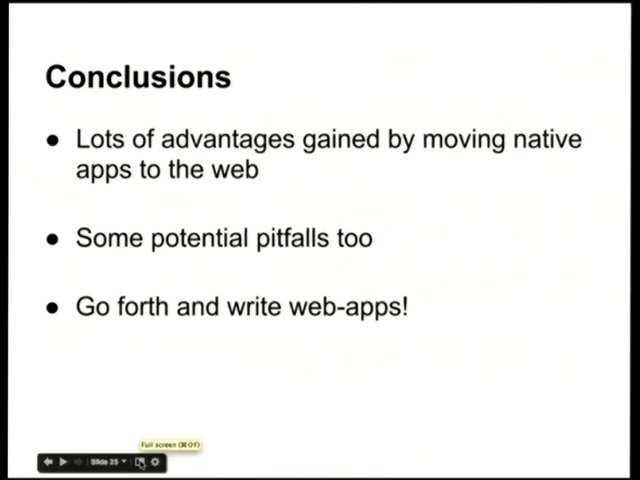 Conclusions
● Lots of advantages gained by moving native
apps to the web
● Some potential pitfalls too
● Go forth and write web-apps!
Full screen (⌘⇧F)
Slide 25